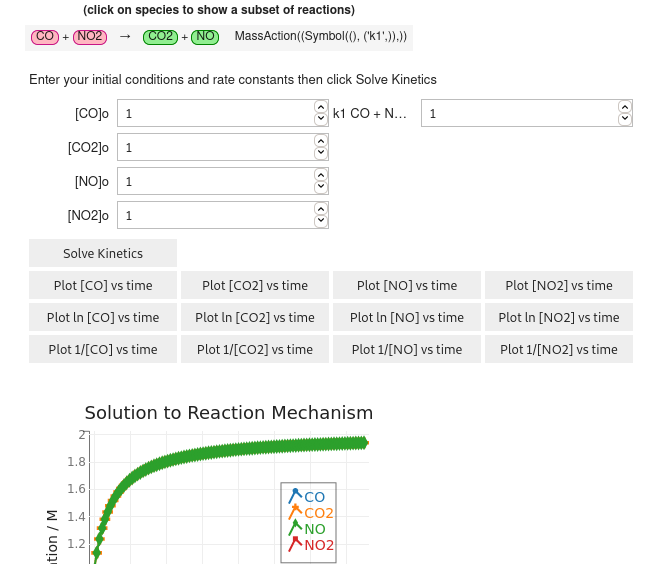 (click on species to show a subset of reactions)
CO + NO2 → CO2 + NO MassAction((Symbol((), ('k1',)),))
Enter your initial conditions and rate constants then click Solve Kinetics
[CO]o 1 k1 CO + N... 1
[CO2]o 1
[NO]o 1
[NO2]o 1
Solve Kinetics
Plot [CO] vs time Plot [CO2] vs time Plot [NO] vs time Plot [NO2] vs time
Plot ln [CO] vs time Plot ln [CO2] vs time Plot ln [NO] vs time Plot ln [NO2] vs time
Plot 1/[CO] vs time Plot 1/[CO2] vs time Plot 1/[NO] vs time Plot 1/[NO2] vs time
Solution to Reaction Mechanism
2
1.8
1.6
1.4
1.2
CO
CO2
NO
NO2
ation / M